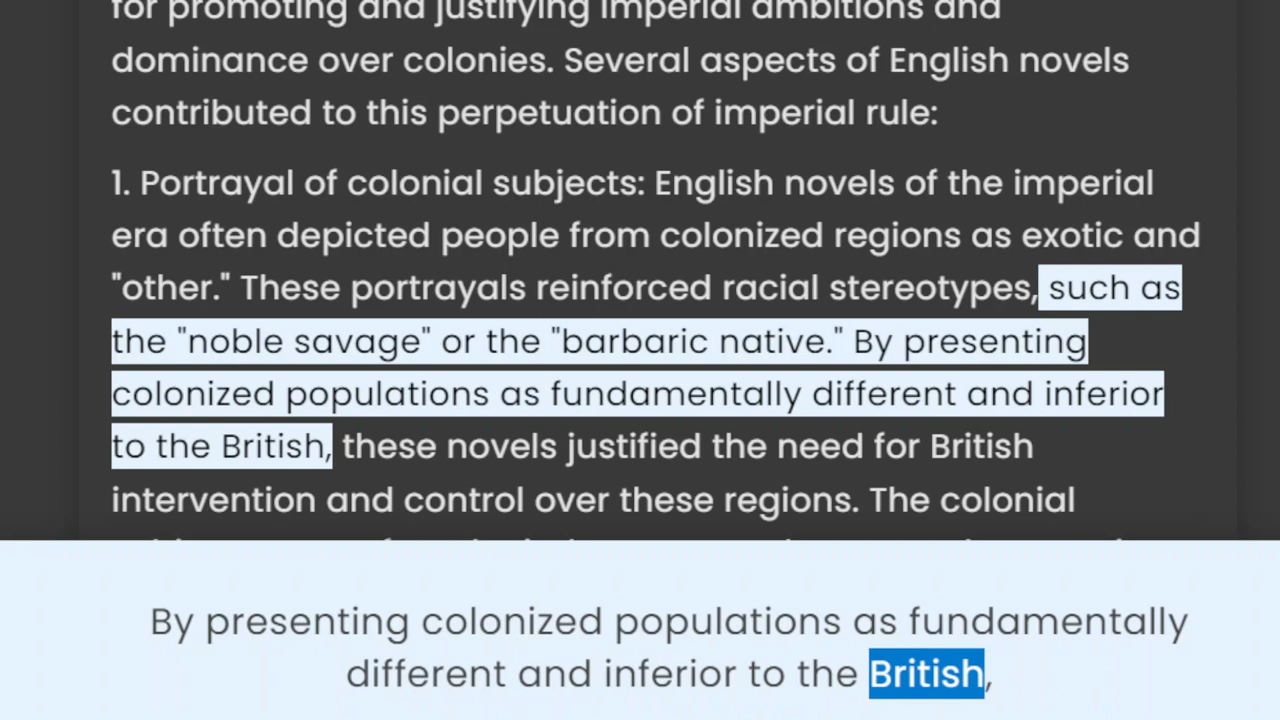 for promoting and justifying imperial ambitions and
dominance over colonies. Several aspects of English novels
contributed to this perpetuation of imperial rule:
1. Portrayal of colonial subjects: English novels of the imperial
era often depicted people from colonized regions as exotic and
"other." These portrayals reinforced racial stereotypes, such as
the "noble savage" or the "barbaric native." By presenting
colonized populations as fundamentally different and inferior
to the British, these novels justified the need for British
intervention and control over these regions. The colonial
By presenting colonized populations as fundamentally
different and inferior to the British,